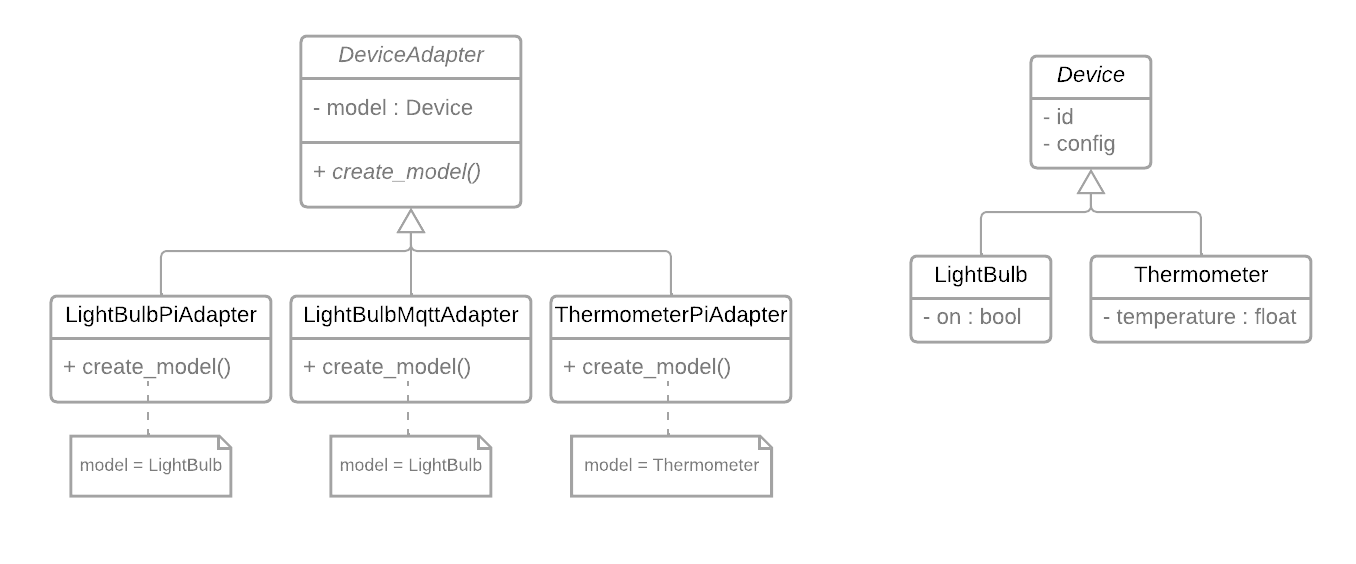 DeviceAdapter
- model : Device
+ create_model()
Device
- id
- config
LightBulbPiAdapter
+ create_model()
model = LightBulb
LightBulbMqttAdapter
+ create_model()
model = LightBulb
ThermometerPiAdapter
+ create_model()
model = Thermometer
LightBulb
- on : bool
Thermometer
- temperature : float